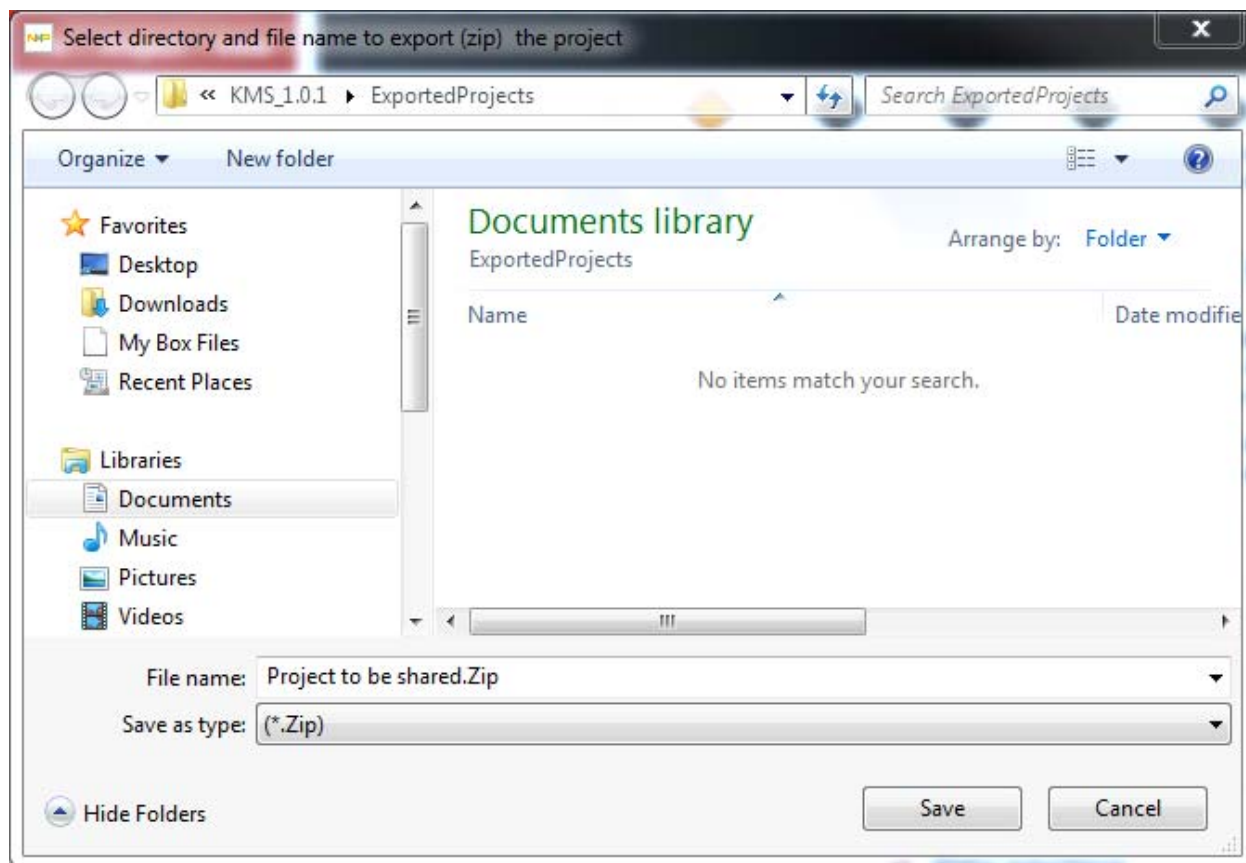 NXP Select directory and file name to export (zip) the project
« KMS_1.0.1 ExportedProjects Search ExportedProjects
Organize New folder
Favorites
Desktop
Downloads
My Box Files
Recent Places
Libraries
Documents
Music
Pictures
Videos
Documents library
ExportedProjects
Arrange by: Folder
Name Date modifie
No items match your search.
File name: Project to be shared.Zip
Save as type: (*.Zip)
Hide Folders Save Cancel